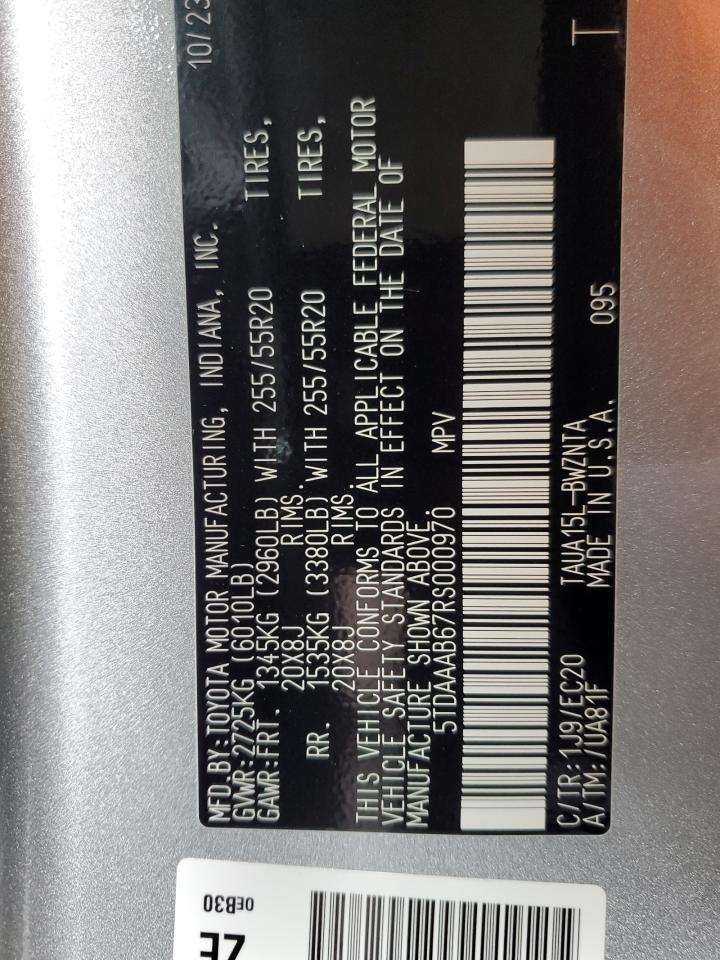 MFD.BY:TOYOTA MOTOR MANUFACTURING, INDIANA, INC. 10/23
GVWR:2725KG (6010LB)
GAWR:FRT. 1345KG (2960LB) WITH 255/55R20 TIRES,
20X8J RIMS.
RR. 1535KG (3380LB) WITH 255/55R20 TIRES,
20X8J RIMS.
THIS VEHICLE CONFORMS TO ALL APPLICABLE FEDERAL MOTOR
VEHICLE SAFETY STANDARDS IN EFFECT ON THE DATE OF
MANUFACTURE SHOWN ABOVE.
5TDAAAB67RS000970 MPV
C/TR:1J9/EC20 TAUA15L-BWZNTA T
A/TM:-/UA81F MADE IN U.S.A. 095
0EB30